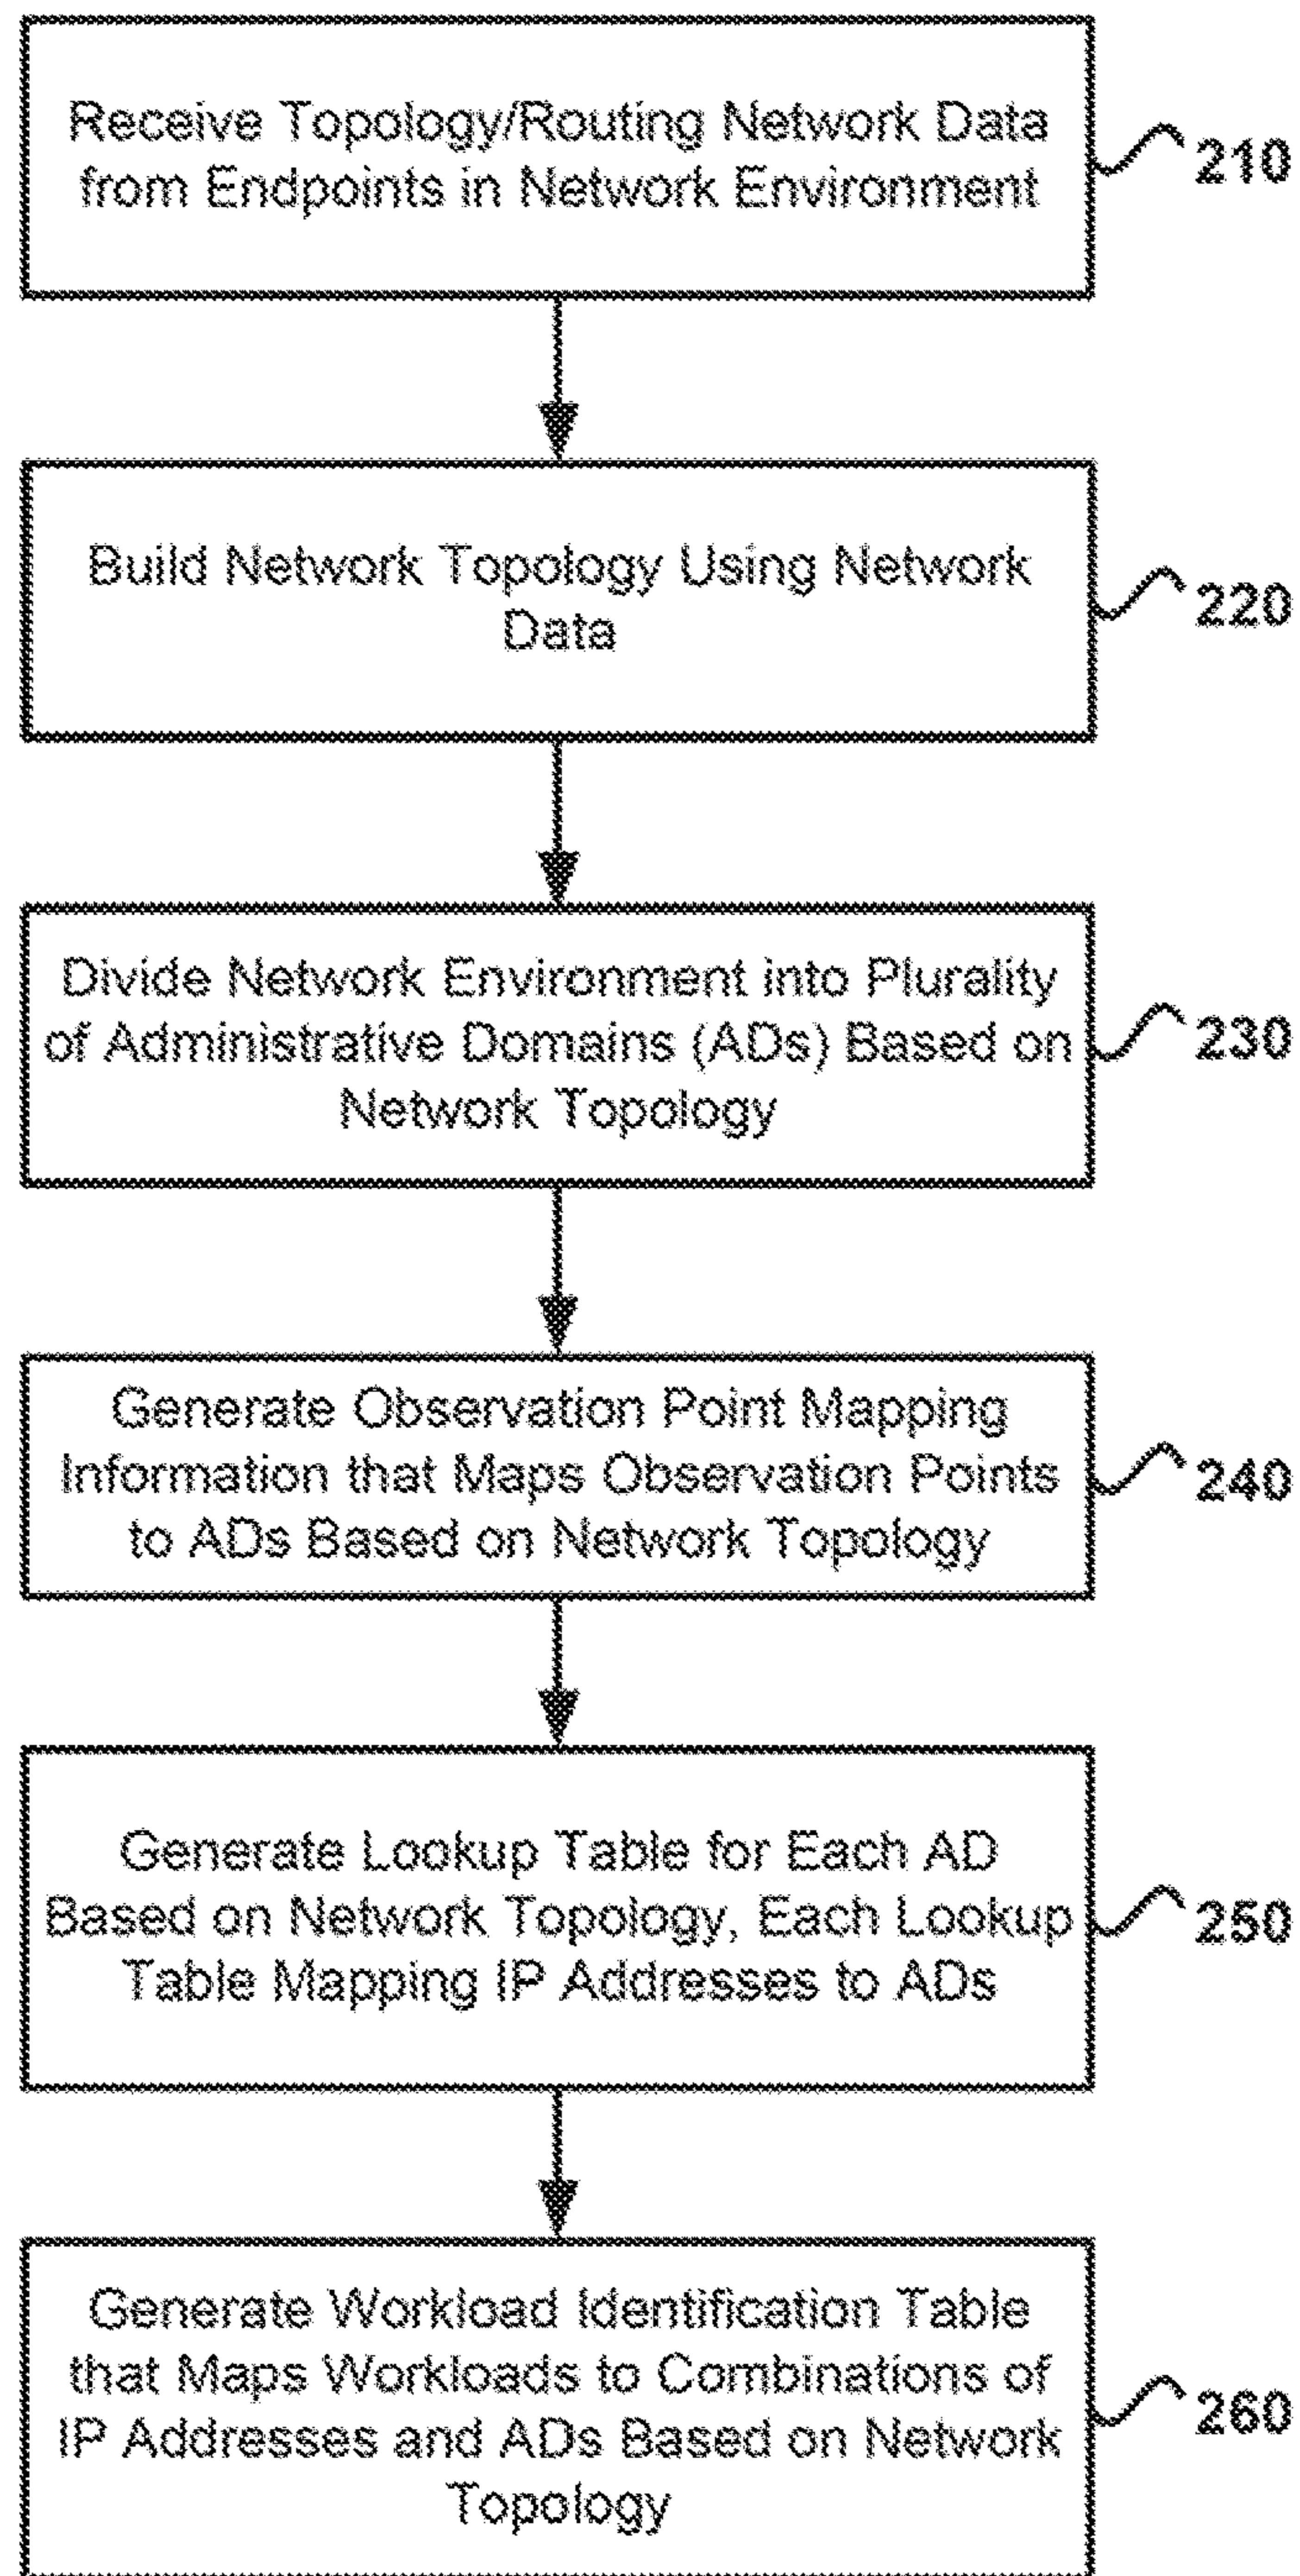 Receive Topology/Routing Network Data
from Endpoints in Network Environment
210
Build Network Topology Using Network
Data
220
Divide Network Environment into Plurality
of Administrative Domains (ADs) Based on
Network Topology
230
Generate Observation Point Mapping
Information that Maps Observation Points
to ADs Based on Network Topology
240
Generate Lookup Table for Each AD
Based on Network Topology, Each Lookup
Table Mapping IP Addresses to ADs
250
Generate Workload Identification Table
that Maps Workloads to Combinations of
IP Addresses and ADs Based on Network
Topology
260